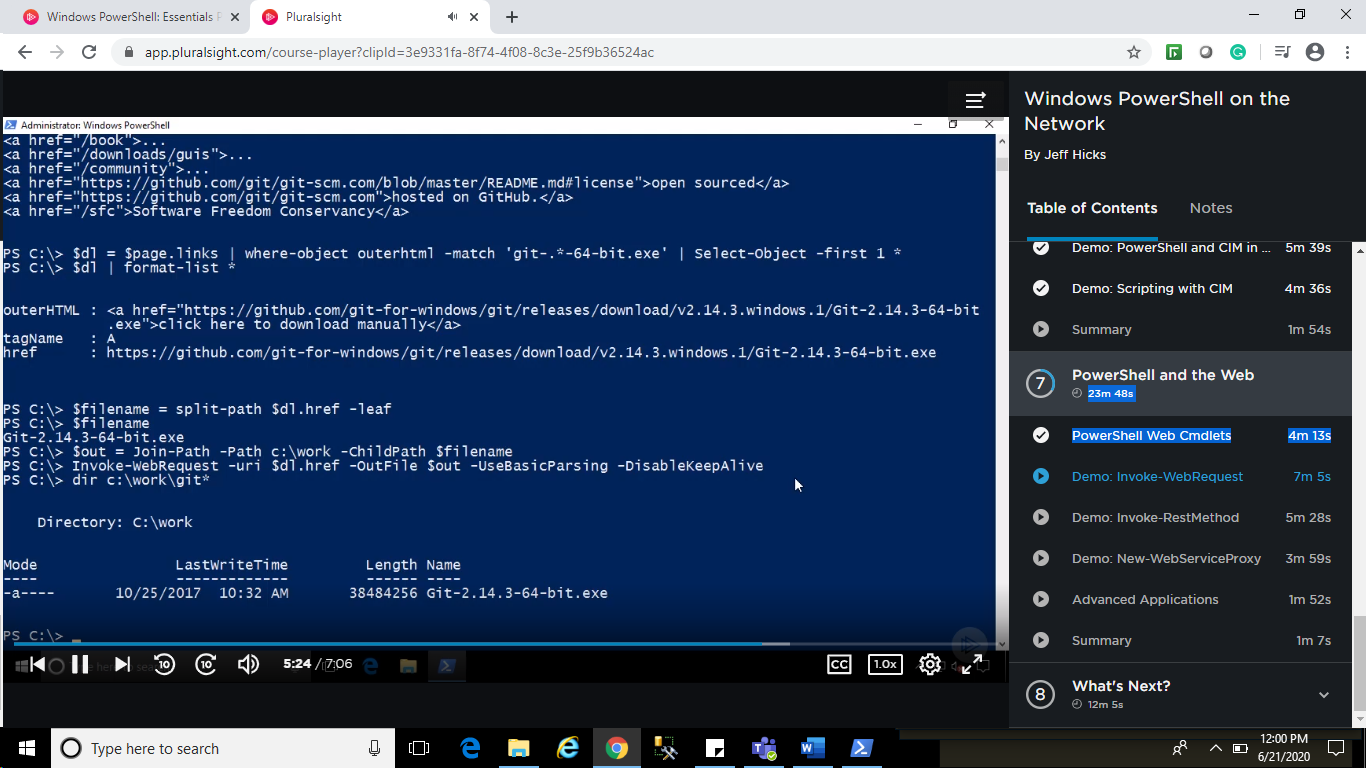 Windows PowerShell: Essentials P
Pluralsight
app.pluralsight.com/course-player?clipId=3e9331fa-8f74-4f08-8c3e-25f9b36524ac
Administrator: Windows PowerShell
<a href="/book">...
<a href="/downloads/guis">...
<a href="/community">...
<a href="https://github.com/git/git-scm.com/blob/master/README.md#license">open sourced</a>
<a href="https://github.com/git/git-scm.com">hosted on GitHub.</a>
<a href="/sfc">Software Freedom Conservancy</a>
PS C:\> $dl = $page.links | where-object outerhtml -match 'git-.*-64-bit.exe' | Select-Object -first 1 *
PS C:\> $dl | format-list *
outerHTML : <a href="https://github.com/git-for-windows/git/releases/download/v2.14.3.windows.1/Git-2.14.3-64-bit
.exe">click here to download manually</a>
tagName : A
href : https://github.com/git-for-windows/git/releases/download/v2.14.3.windows.1/Git-2.14.3-64-bit.exe
PS C:\> $filename = split-path $dl.href -leaf
PS C:\> $filename
Git-2.14.3-64-bit.exe
PS C:\> $out = Join-Path -Path c:\work -ChildPath $filename
PS C:\> Invoke-WebRequest -uri $dl.href -OutFile $out -UseBasicParsing -DisableKeepAlive
PS C:\> dir c:\work\git*
Directory: C:\work
Mode LastWriteTime Length Name
---- ------------- ------ ----
-a---- 10/25/2017 10:32 AM 38484256 Git-2.14.3-64-bit.exe
PS C:\> _
10
10
5:24 / 7:06
CC
1.0x
Windows PowerShell on the
Network
By Jeff Hicks
Table of Contents Notes
Demo: PowerShell and CIM in ... 5m 39s
Demo: Scripting with CIM 4m 36s
Summary 1m 54s
7 PowerShell and the Web
23m 48s
PowerShell Web Cmdlets 4m 13s
Demo: Invoke-WebRequest 7m 5s
Demo: Invoke-RestMethod 5m 28s
Demo: New-WebServiceProxy 3m 59s
Advanced Applications 1m 52s
Summary 1m 7s
8 What's Next?
12m 5s
Type here to search
12:00 PM
6/21/2020